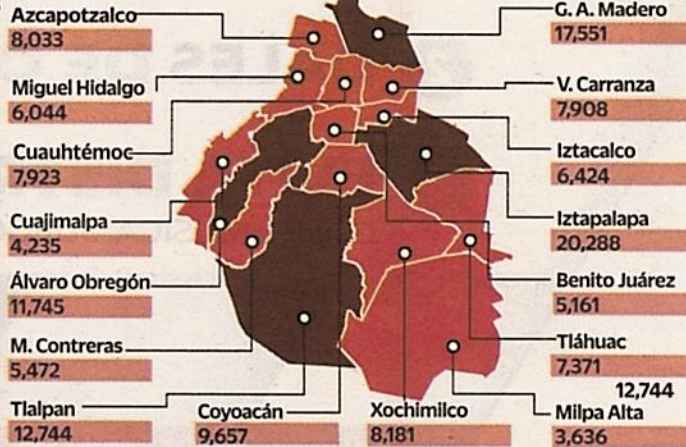 Azcapotzalco
8,033
Miguel Hidalgo
6,044
Cuauhtémoc
7,923
Cuajimalpa
4,235
Álvaro Obregón
11,745
M. Contreras
5,472
Tlalpan
12,744
Coyoacán
9,657
Xochimilco
8,181
G. A. Madero
17,551
V. Carranza
7,908
Iztacalco
6,424
Iztapalapa
20,288
Benito Juárez
5,161
Tláhuac
7,371
12,744
Milpa Alta
3,636